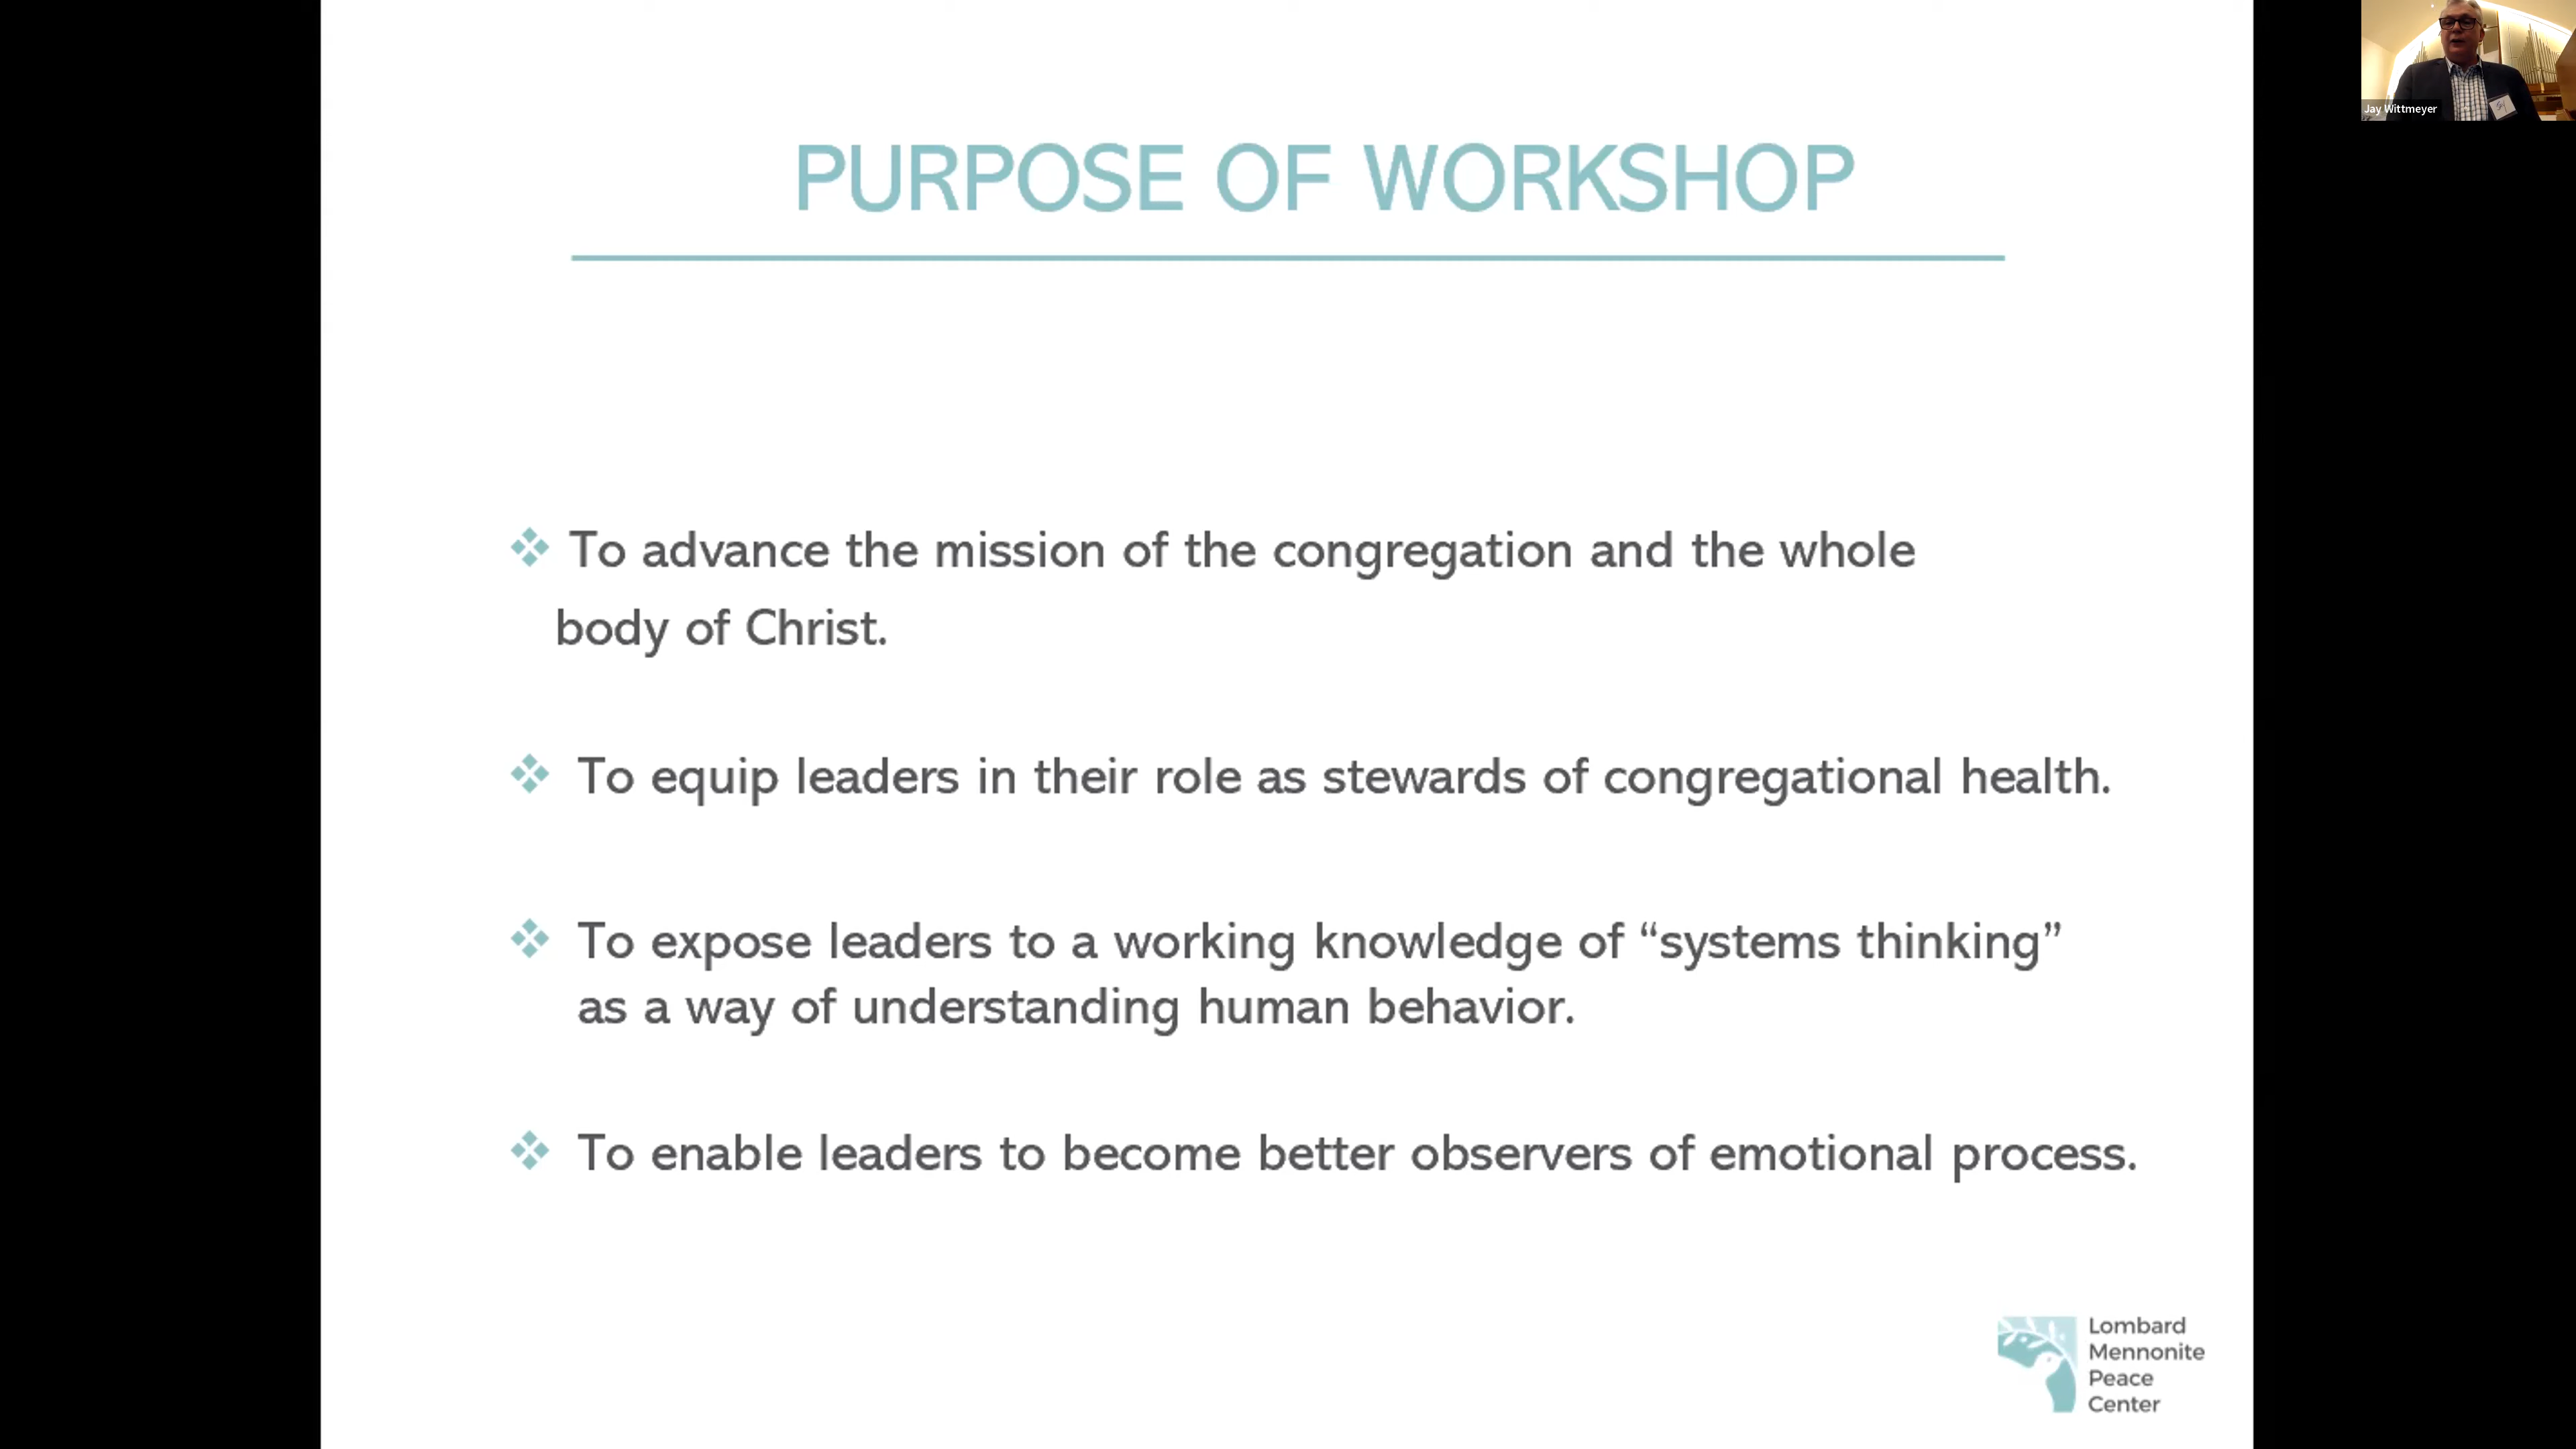 Jay Wittmeyer
PURPOSE OF WORKSHOP
❖ To advance the mission of the congregation and the whole
body of Christ.
❖ To equip leaders in their role as stewards of congregational health.
❖ To expose leaders to a working knowledge of “systems thinking”
as a way of understanding human behavior.
❖ To enable leaders to become better observers of emotional process.
Lombard
Mennonite
Peace
Center